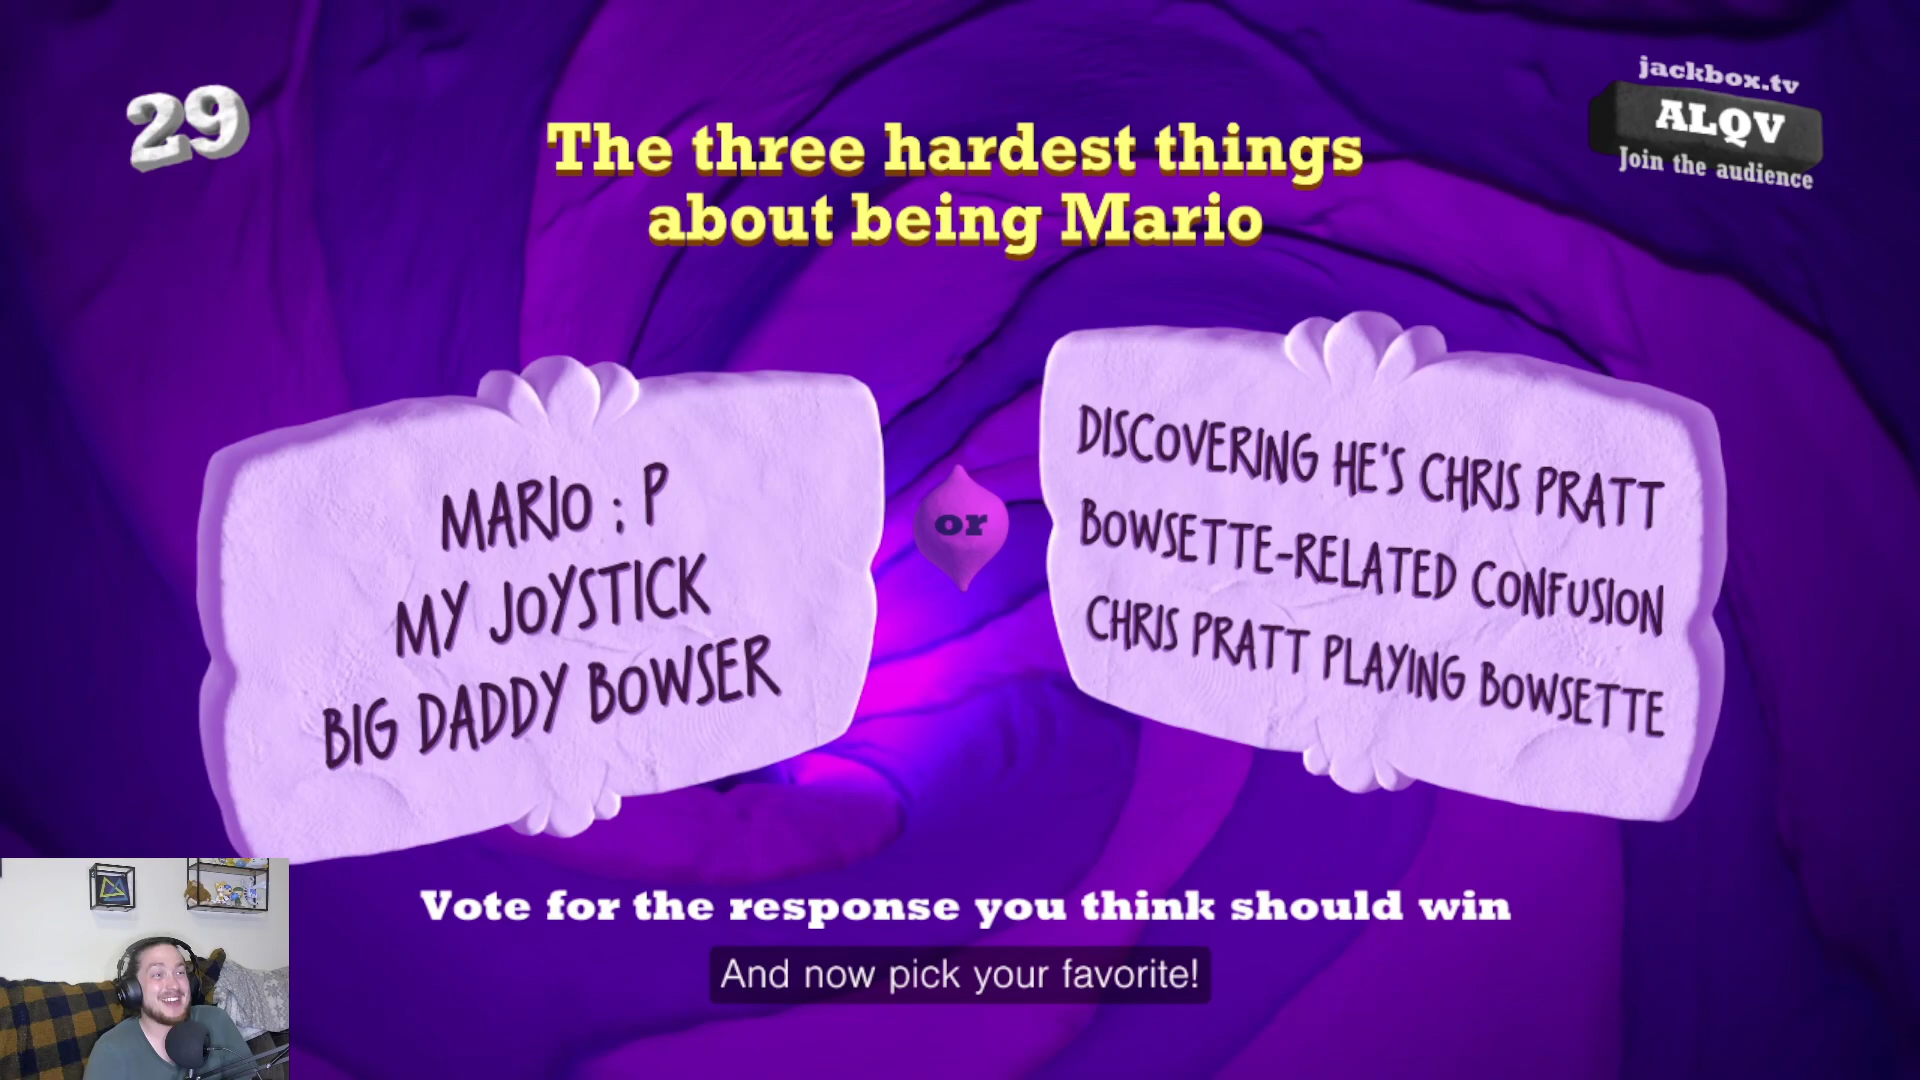 29
jackbox.tv
ALQV
Join the audience
The three hardest things
about being Mario
MARIO ; P
MY JOYSTICK
BIG DADDY BOWSER
or
DISCOVERING HE'S CHRIS PRATT
BOWSETTE-RELATED CONFUSION
CHRIS PRATT PLAYING BOWSETTE
Vote for the response you think should win
And now pick your favorite!